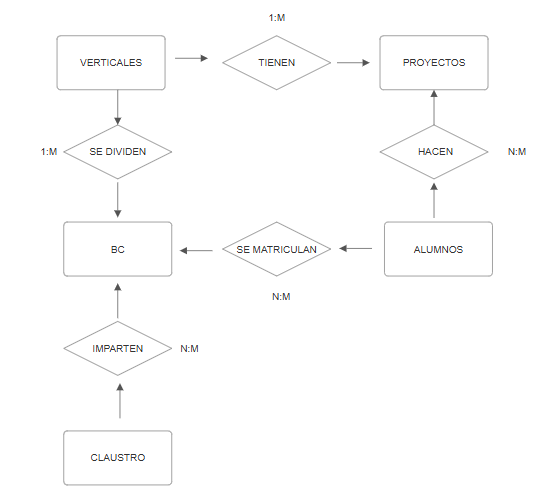 1:M
VERTICALES
TIENEN
PROYECTOS
1:M
SE DIVIDEN
HACEN
N:M
BC
SE MATRICULAN
ALUMNOS
N:M
IMPARTEN
N:M
CLAUSTRO